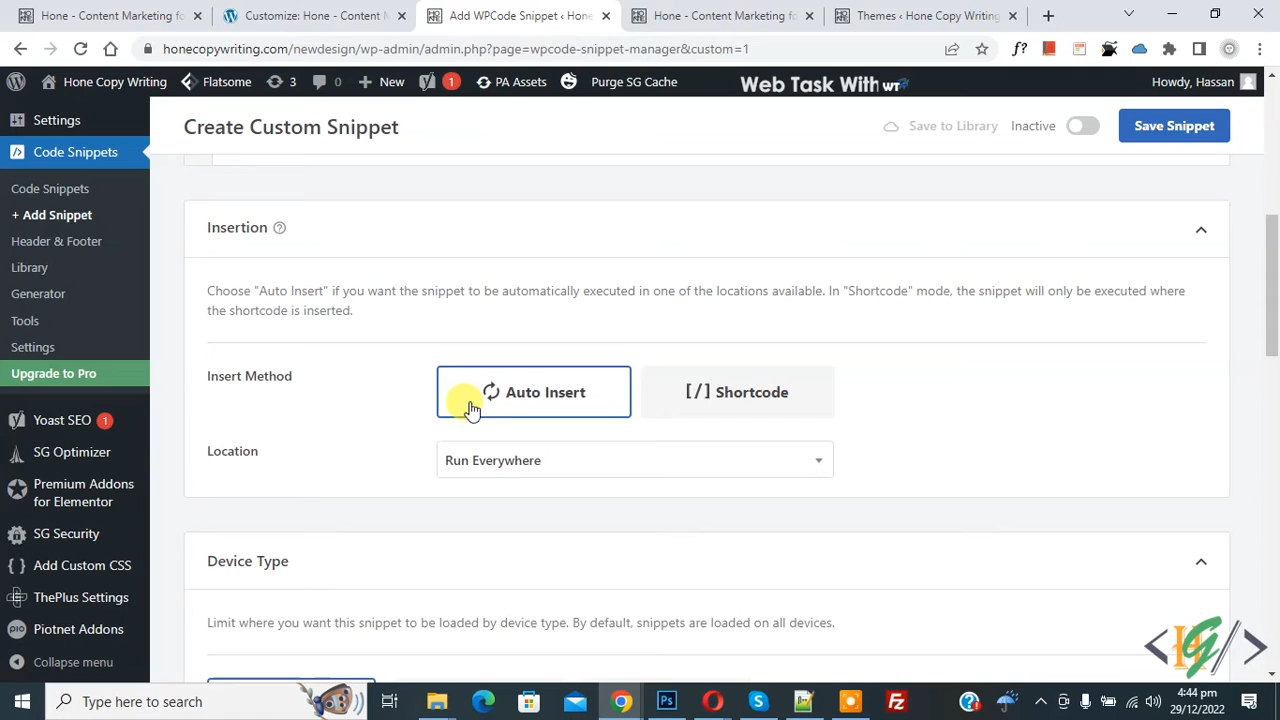 Hone - Content Marketing fo
Customize: Hone - Content M
Add WPCode Snippet ‹ Hone
Hone - Content Marketing for
Themes ‹ Hone Copy Writing
honecopywriting.com/newdesign/wp-admin/admin.php?page=wpcode-snippet-manager&custom=1
f?
Hone Copy Writing
Flatsome
3
0
New
1
PA Assets
Purge SG Cache
Web Task With WT
Howdy, Hassan
Settings
Code Snippets
Code Snippets
+ Add Snippet
Header & Footer
Library
Generator
Tools
Settings
Upgrade to Pro
Yoast SEO 1
SG Optimizer
Premium Addons
for Elementor
SG Security
Add Custom CSS
ThePlus Settings
Piotnet Addons
Collapse menu
Create Custom Snippet
Save to Library
Inactive
Save Snippet
Insertion
Choose "Auto Insert" if you want the snippet to be automatically executed in one of the locations available. In "Shortcode" mode, the snippet will only be executed where
the shortcode is inserted.
Insert Method
Auto Insert
[/] Shortcode
Location
Run Everywhere
Device Type
Limit where you want this snippet to be loaded by device type. By default, snippets are loaded on all devices.
Type here to search
4:44 pm
29/12/2022